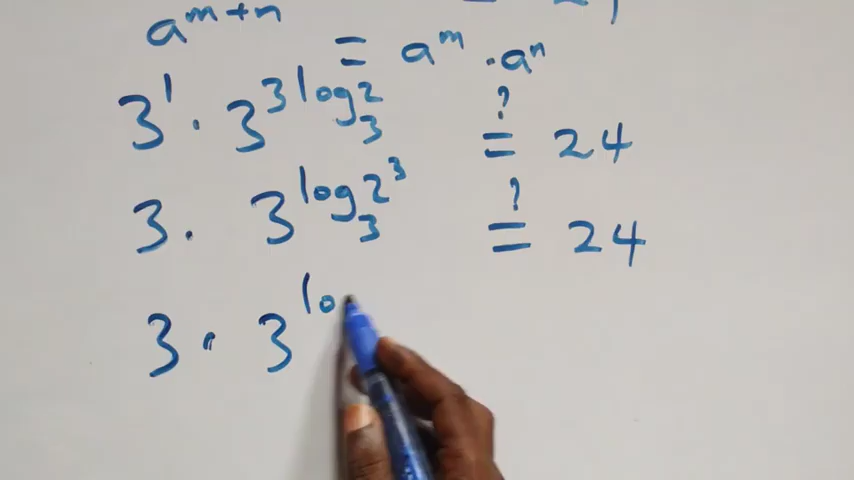 a^{m+n} = a^m · a^n
3^1 · 3^{3 log_3 2} ?= 24
3 · 3^{log_3 2^3} ?= 24
3 · 3^{lo